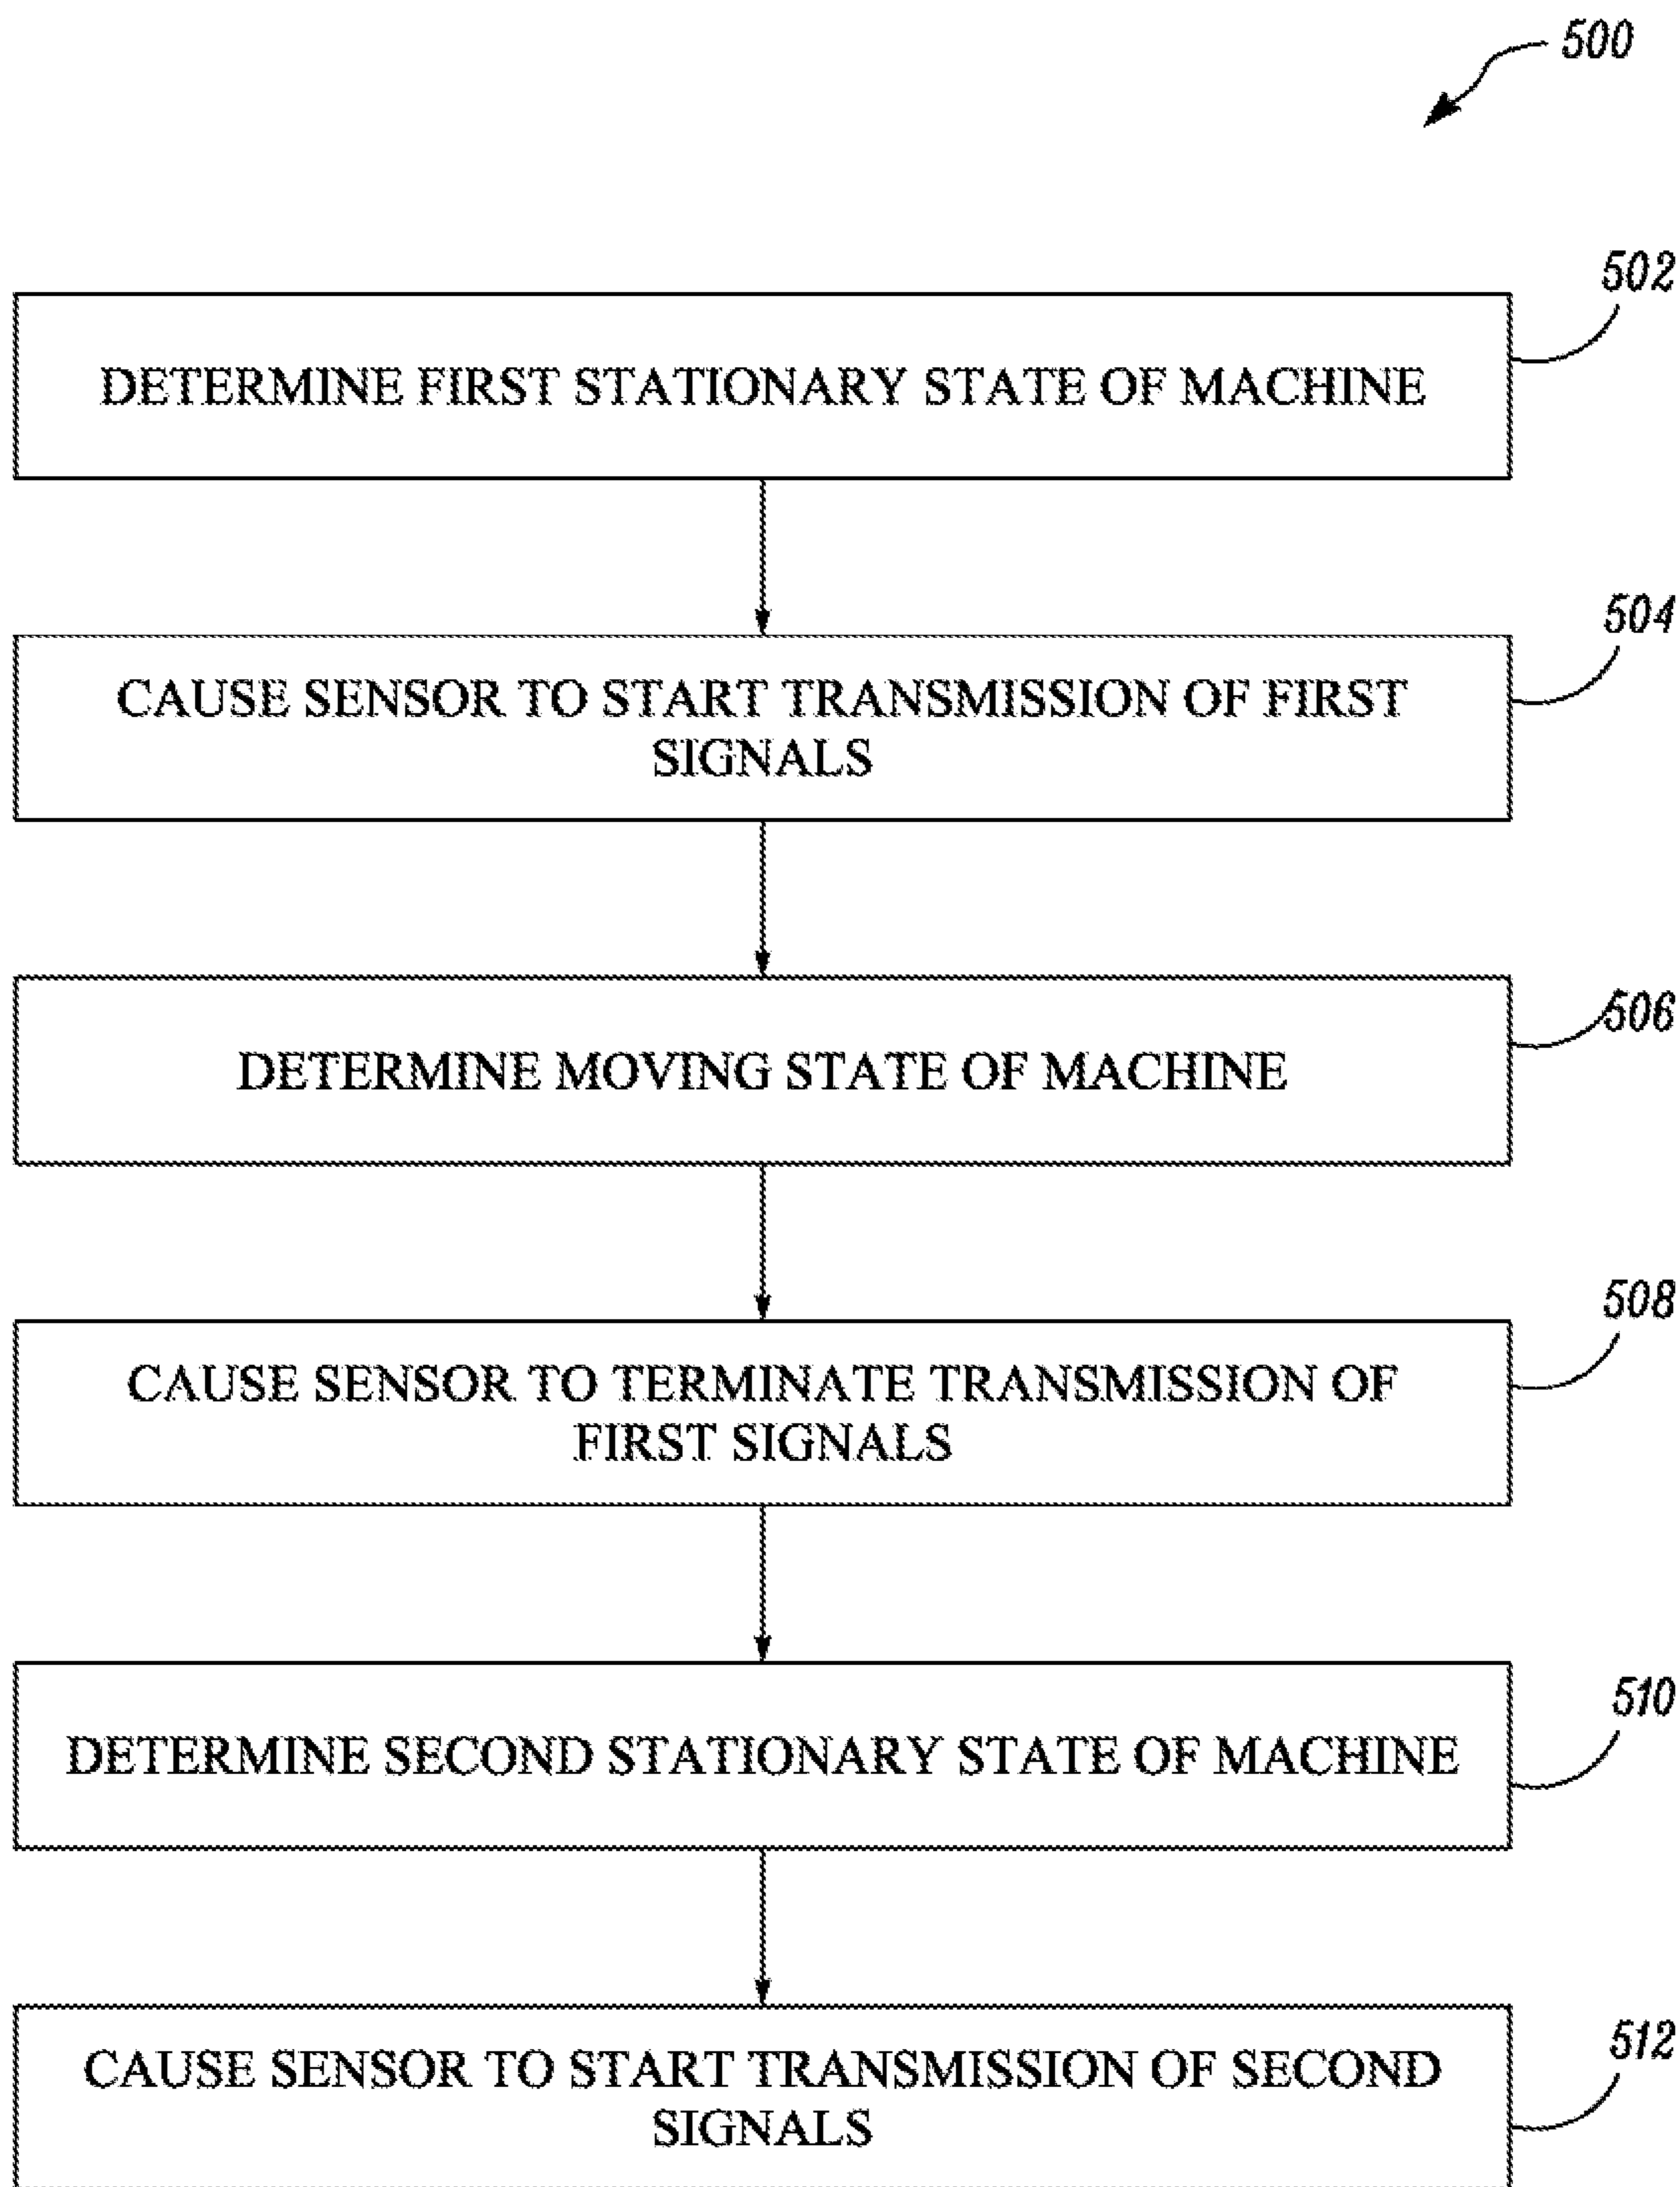 500
502
DETERMINE FIRST STATIONARY STATE OF MACHINE
504
CAUSE SENSOR TO START TRANSMISSION OF FIRST
SIGNALS
506
DETERMINE MOVING STATE OF MACHINE
508
CAUSE SENSOR TO TERMINATE TRANSMISSION OF
FIRST SIGNALS
510
DETERMINE SECOND STATIONARY STATE OF MACHINE
512
CAUSE SENSOR TO START TRANSMISSION OF SECOND
SIGNALS